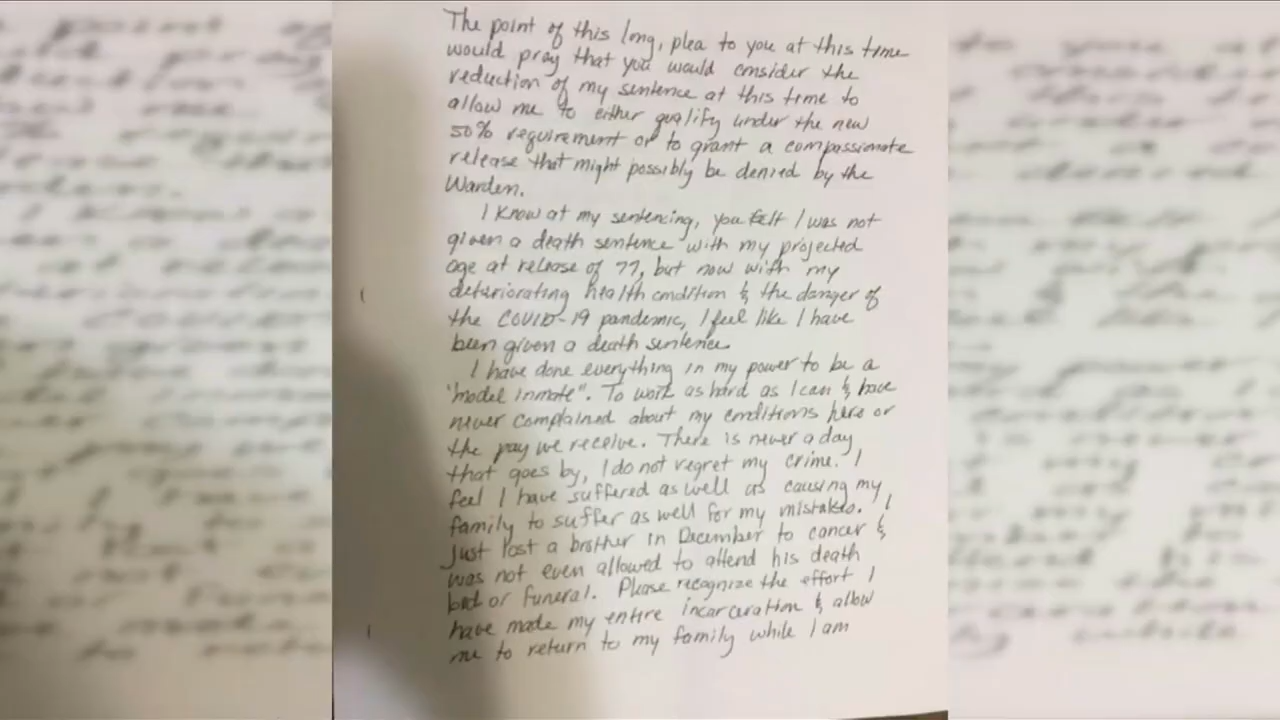 The point of this long, plea to you at this time
would pray that you would consider the
reduction of my sentence at this time to
allow me to either qualify under the new
50% requirement or to grant a compassionate
release that might possibly be denied by the
Warden.
I know at my sentencing, you felt I was not
given a death sentence with my projected
age at release of 77, but now with my
deteriorating health condition & the danger of
the COVID-19 pandemic, I feel like I have
been given a death sentence.
I have done everything in my power to be a
"model inmate". To work as hard as I can & have
never complained about my conditions here or
the pay we receive. There is never a day
that goes by, I do not regret my crime. I
feel I have suffered as well as causing my
family to suffer as well for my mistakes. I
just lost a brother in December to cancer &
was not even allowed to attend his death
bed or funeral. Please recognize the effort I
have made my entire incarceration & allow
me to return to my family while I am